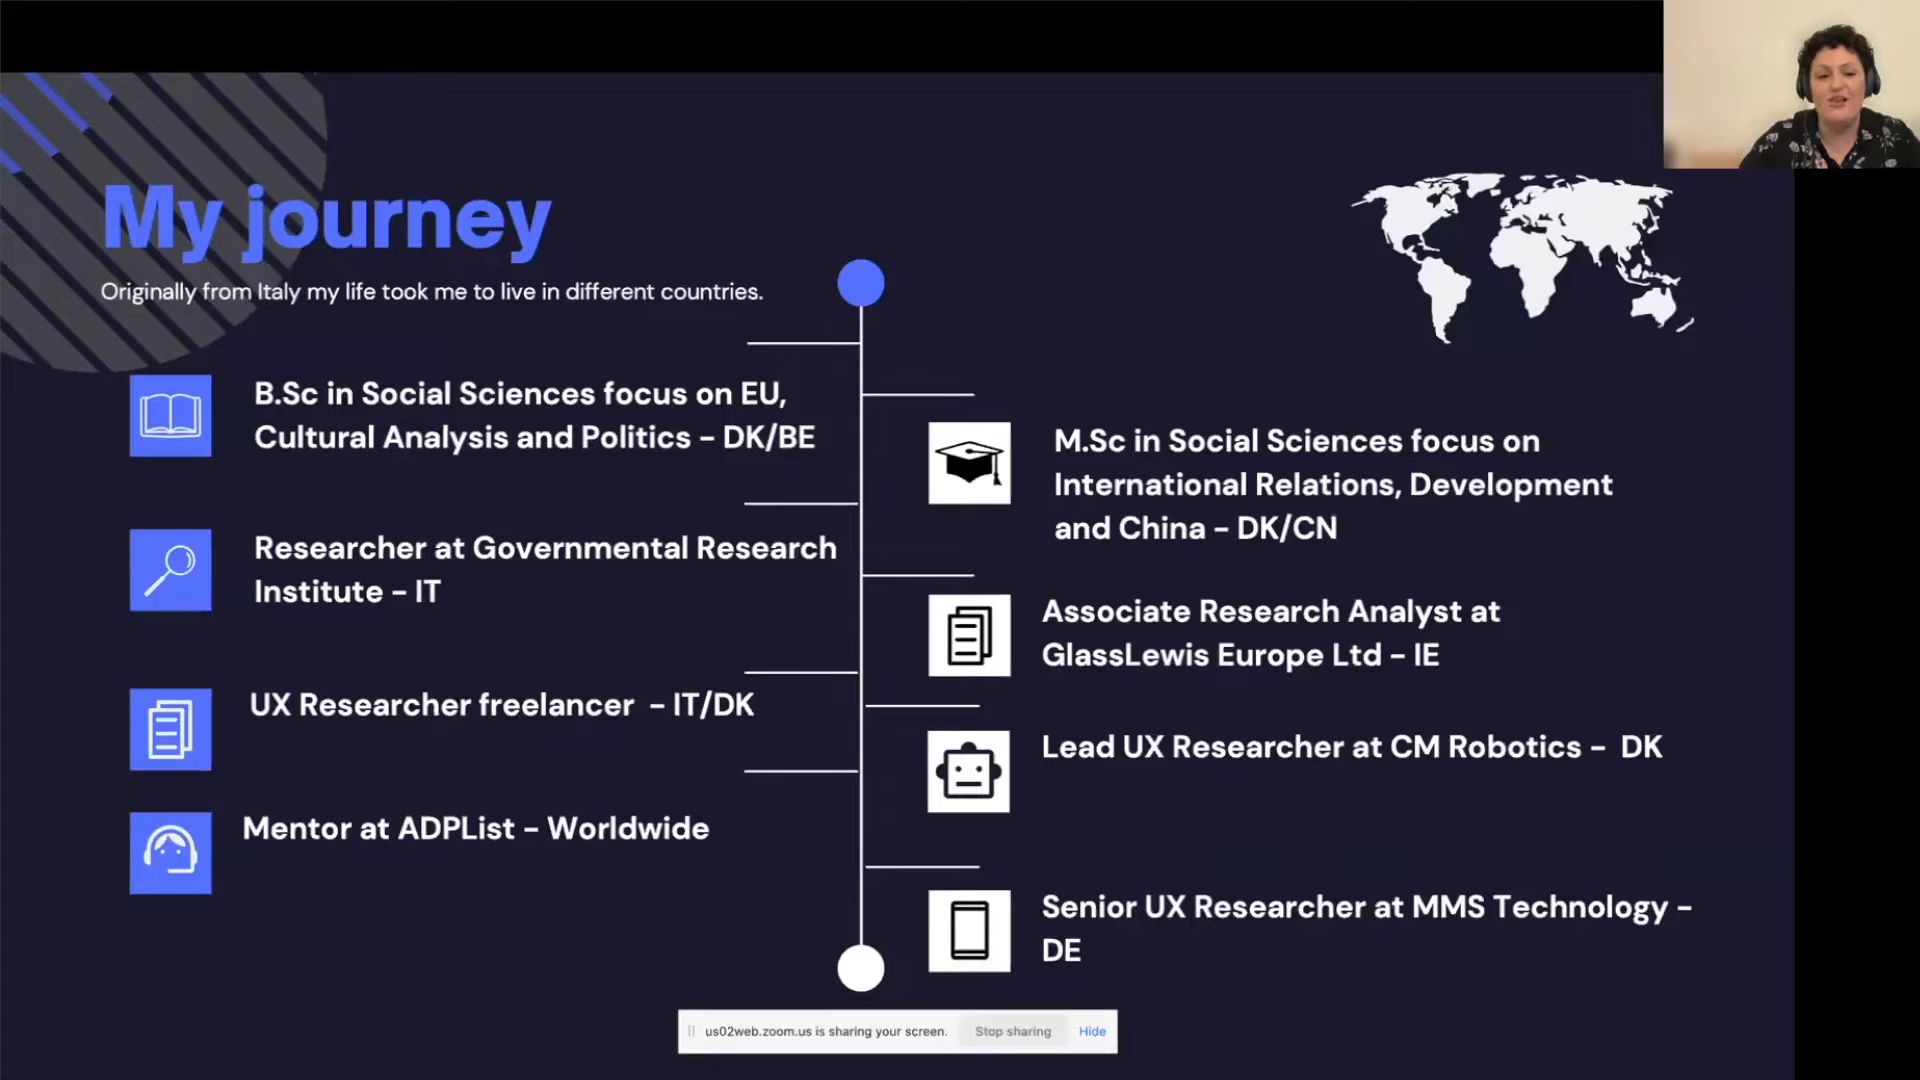 My journey
Originally from Italy my life took me to live in different countries.
B.Sc in Social Sciences focus on EU,
Cultural Analysis and Politics – DK/BE
M.Sc in Social Sciences focus on
International Relations, Development
and China – DK/CN
Researcher at Governmental Research
Institute – IT
Associate Research Analyst at
GlassLewis Europe Ltd – IE
UX Researcher freelancer – IT/DK
Lead UX Researcher at CM Robotics – DK
Mentor at ADPList – Worldwide
Senior UX Researcher at MMS Technology –
DE
us02web.zoom.us is sharing your screen.
Stop sharing
Hide